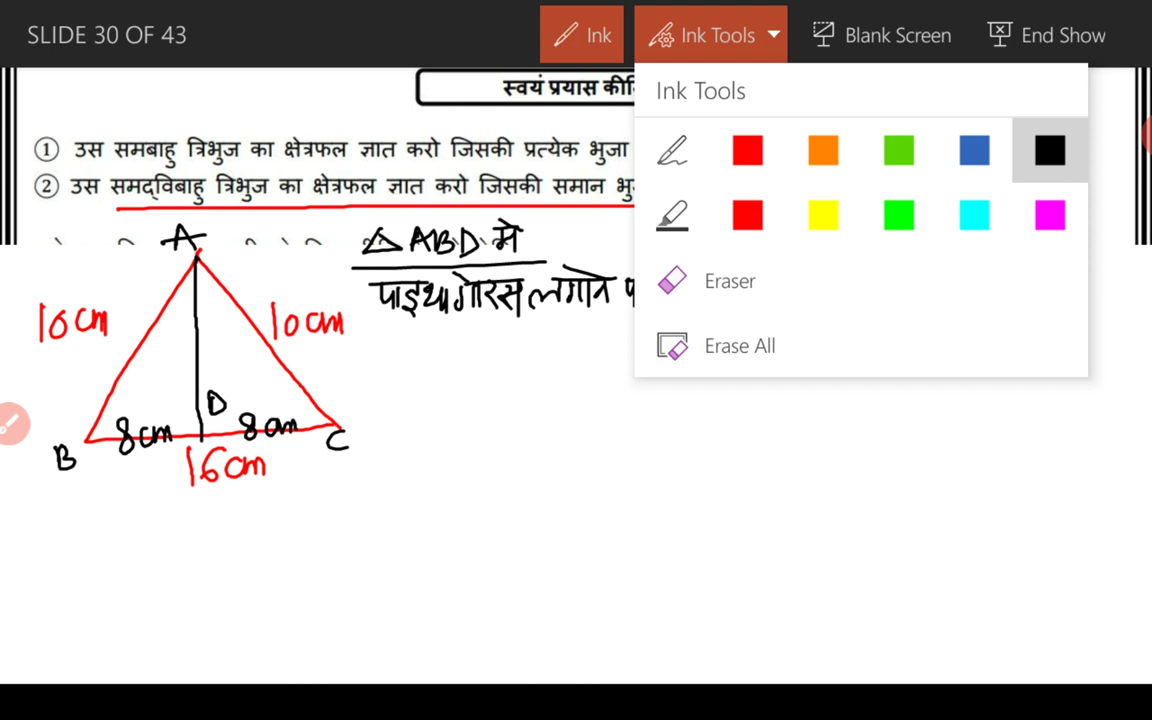 SLIDE 30 OF 43
Ink
Ink Tools
Blank Screen
End Show
Ink Tools
Eraser
Erase All
स्वयं प्रयास
① उस समबाहु त्रिभुज का क्षेत्रफल ज्ञात करो जिसकी प्रत्येक भुजा
② उस समद्विबाहु त्रिभुज का क्षेत्रफल ज्ञात करो जिसकी समान
A
△ABD में
पाइथागोरस लगाने
10cm
10cm
D
8cm
8cm
B
C
16cm